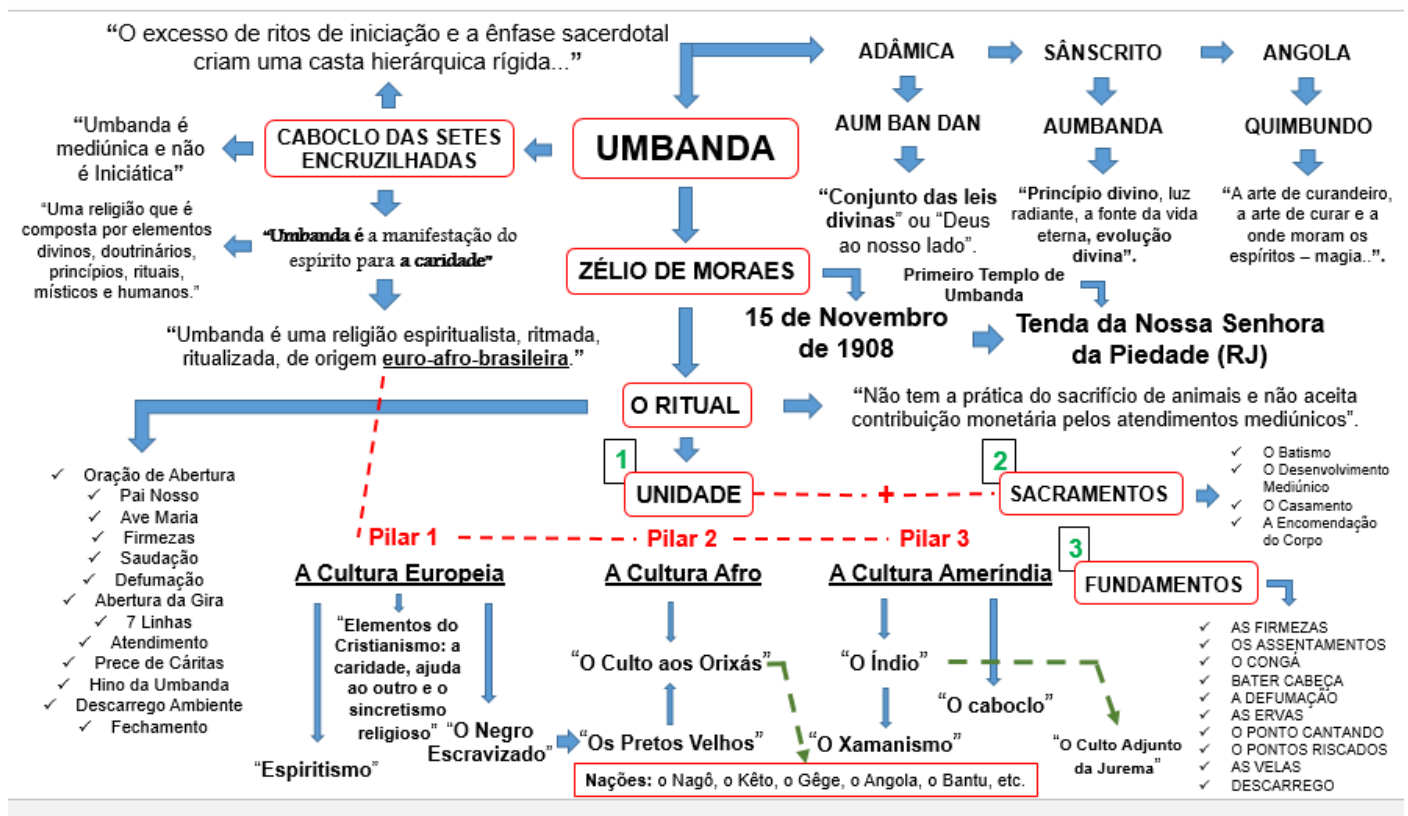 “O excesso de ritos de iniciação e a ênfase sacerdotal
criam uma casta hierárquica rígida...”
“Umbanda é
mediúnica e não
é Iniciática”
CABOCLO DAS SETES
ENCRUZILHADAS
UMBANDA
ADÂMICA
SÂNSCRITO
ANGOLA
AUM BAN DAN
AUMBANDA
QUIMBUNDO
“Conjunto das leis
divinas” ou “Deus
ao nosso lado”.
“Princípio divino, luz
radiante, a fonte da vida
eterna, evolução
divina”.
“A arte de curandeiro,
a arte de curar e a
onde moram os
espíritos – magia..”.
“Uma religião que é
composta por elementos
divinos, doutrinários,
princípios, rituais,
místicos e humanos.”
“Umbanda é a manifestação do
espírito para a caridade”
ZÉLIO DE MORAES
Primeiro Templo de
Umbanda
15 de Novembro
de 1908
Tenda da Nossa Senhora
da Piedade (RJ)
“Umbanda é uma religião espiritualista, ritmada,
ritualizada, de origem euro-afro-brasileira.”
O RITUAL
“Não tem a prática do sacrifício de animais e não aceita
contribuição monetária pelos atendimentos mediúnicos”.
✓ Oração de Abertura
✓ Pai Nosso
✓ Ave Maria
✓ Firmezas
✓ Saudação
✓ Defumação
✓ Abertura da Gira
✓ 7 Linhas
✓ Atendimento
✓ Prece de Cáritas
✓ Hino da Umbanda
✓ Descarrego Ambiente
✓ Fechamento
1
UNIDADE
+
2
SACRAMENTOS
✓ O Batismo
✓ O Desenvolvimento
Mediúnico
✓ O Casamento
✓ A Encomendação
do Corpo
Pilar 1
Pilar 2
Pilar 3
3
FUNDAMENTOS
✓ AS FIRMEZAS
✓ OS ASSENTAMENTOS
✓ O CONGÁ
✓ BATER CABEÇA
✓ A DEFUMAÇÃO
✓ AS ERVAS
✓ O PONTO CANTANDO
✓ O PONTOS RISCADOS
✓ AS VELAS
✓ DESCARREGO
A Cultura Europeia
A Cultura Afro
A Cultura Ameríndia
“Elementos do
Cristianismo: a
caridade, ajuda
ao outro e o
sincretismo
religioso”
“O Negro
Escravizado”
“Espiritismo”
“O Culto aos Orixás”
“Os Pretos Velhos”
“O Índio”
“O caboclo”
“O Xamanismo”
“O Culto Adjunto
da Jurema”
Nações: o Nagô, o Kêto, o Gêge, o Angola, o Bantu, etc.